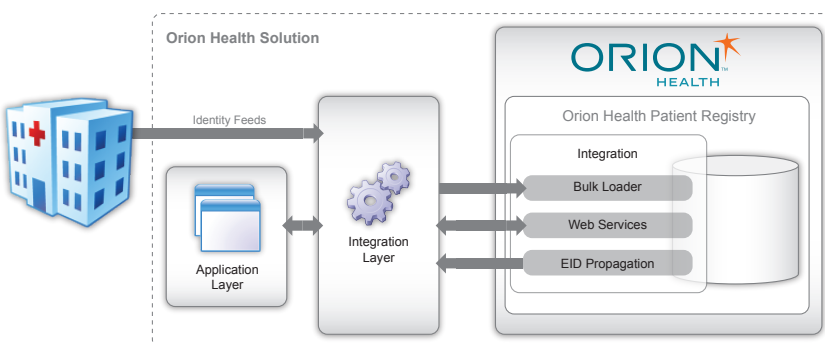 Orion Health Solution
ORION™
HEALTH
Identity Feeds
Orion Health Patient Registry
Integration
Bulk Loader
Web Services
EID Propagation
Integration
Layer
Application
Layer